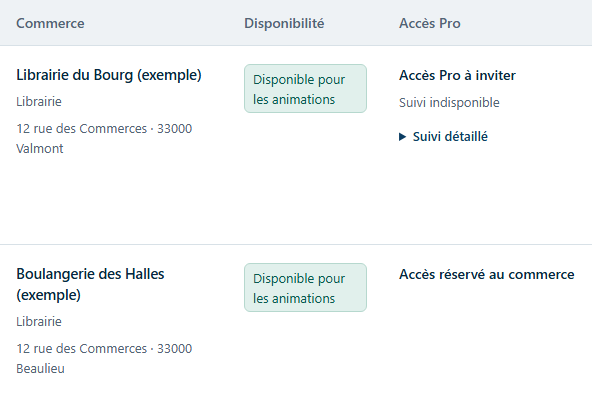 Commerce
Disponibilité
Accès Pro
Librairie du Bourg (exemple)
Librairie
12 rue des Commerces · 33000
Valmont
Disponible pour
les animations
Accès Pro à inviter
Suivi indisponible
▶ Suivi détaillé
Boulangerie des Halles
(exemple)
Librairie
12 rue des Commerces · 33000
Beaulieu
Disponible pour
les animations
Accès réservé au commerce